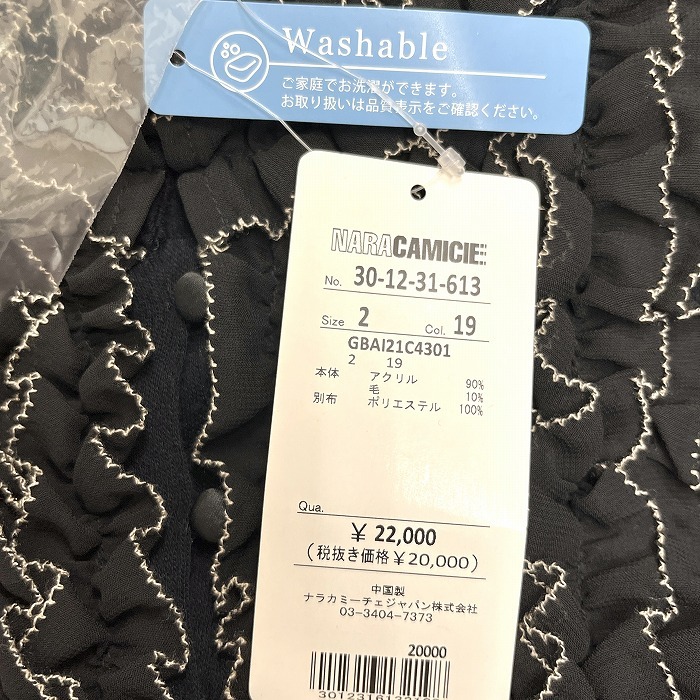 Washable
ご家庭でお洗濯ができます。
お取り扱いは品質表示をご確認ください。
NARACAMICIE
No. 30-12-31-613
Size 2 Col. 19
GBAI21C4301
2 19
本体 アクリル 90%
毛 10%
別布 ポリエステル 100%
Qua.
¥ 22,000
(税抜き価格¥20,000)
中国製
ナラカミーチェジャパン株式会社
03-3404-7373
20000